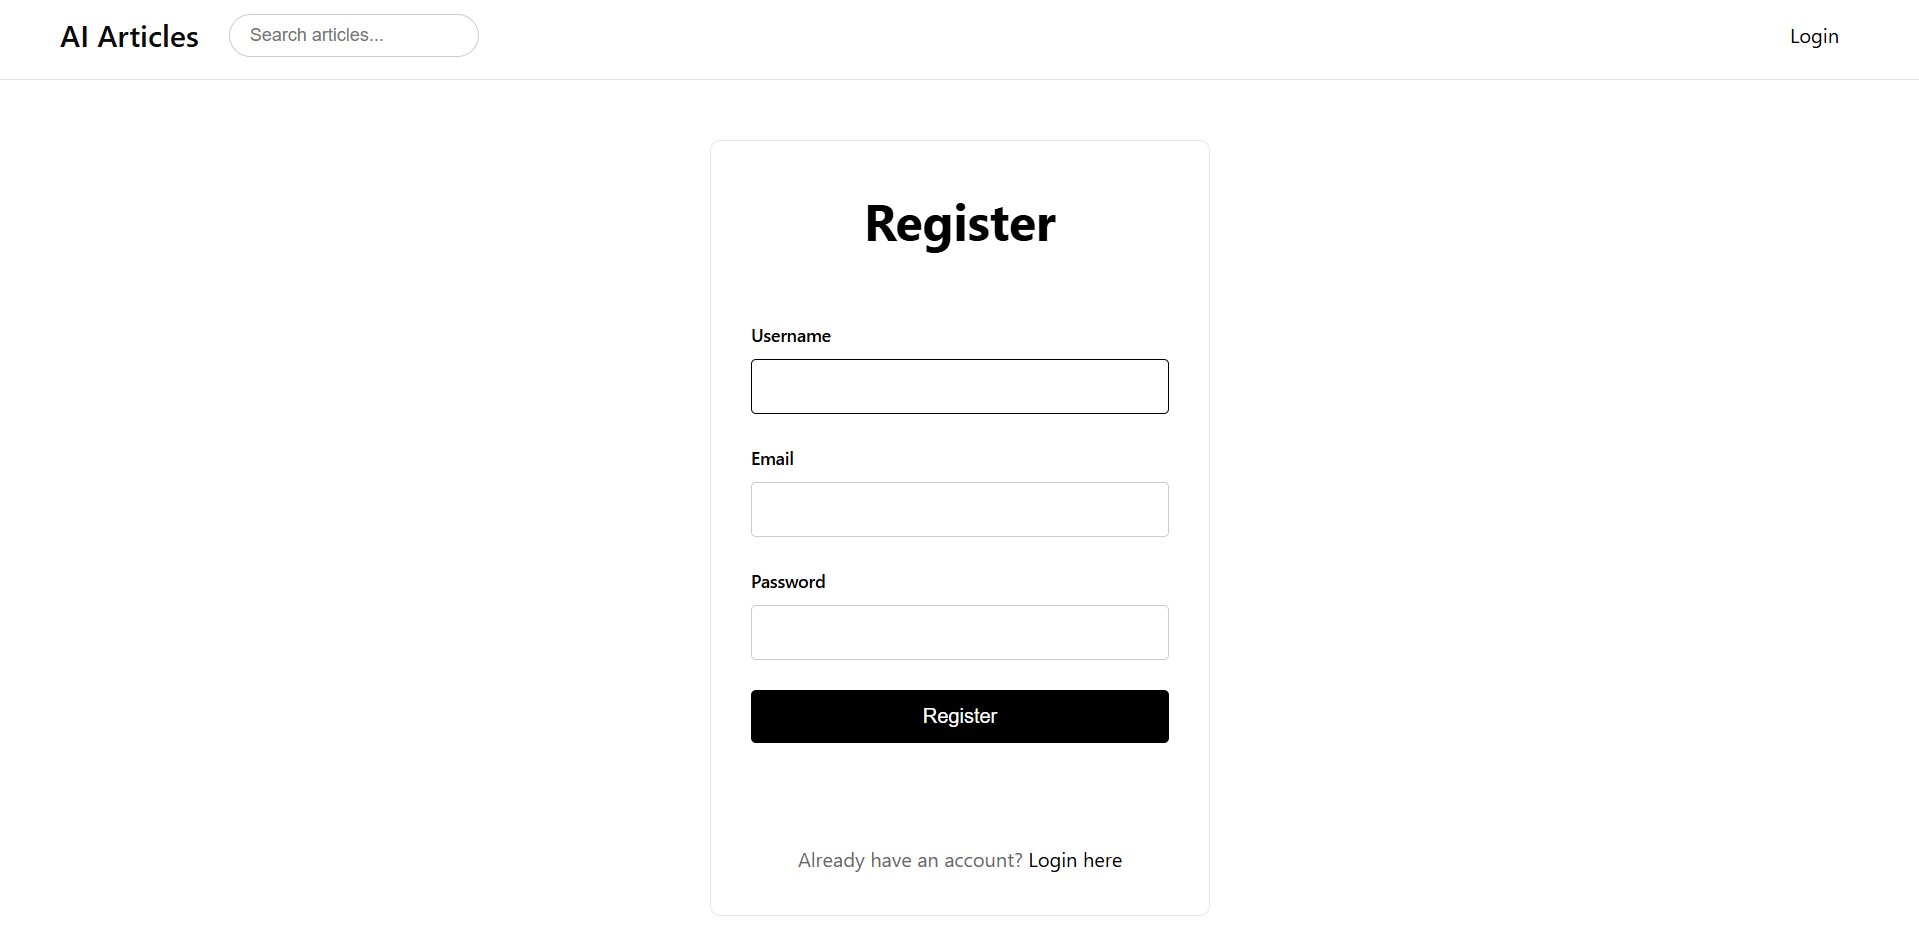 AI Articles
Search articles...
Login
Register
Username
Email
Password
Register
Already have an account? Login here